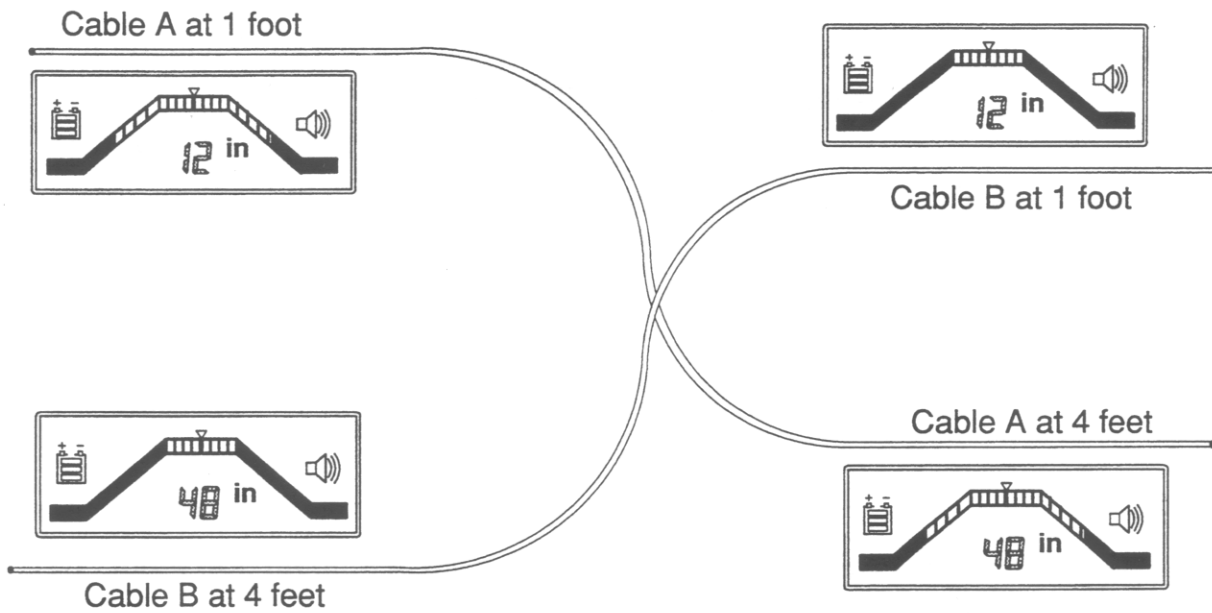 Cable A at 1 foot
+ -
12 in
+ -
12 in
Cable B at 1 foot
+ -
48 in
Cable B at 4 feet
Cable A at 4 feet
+ -
48 in